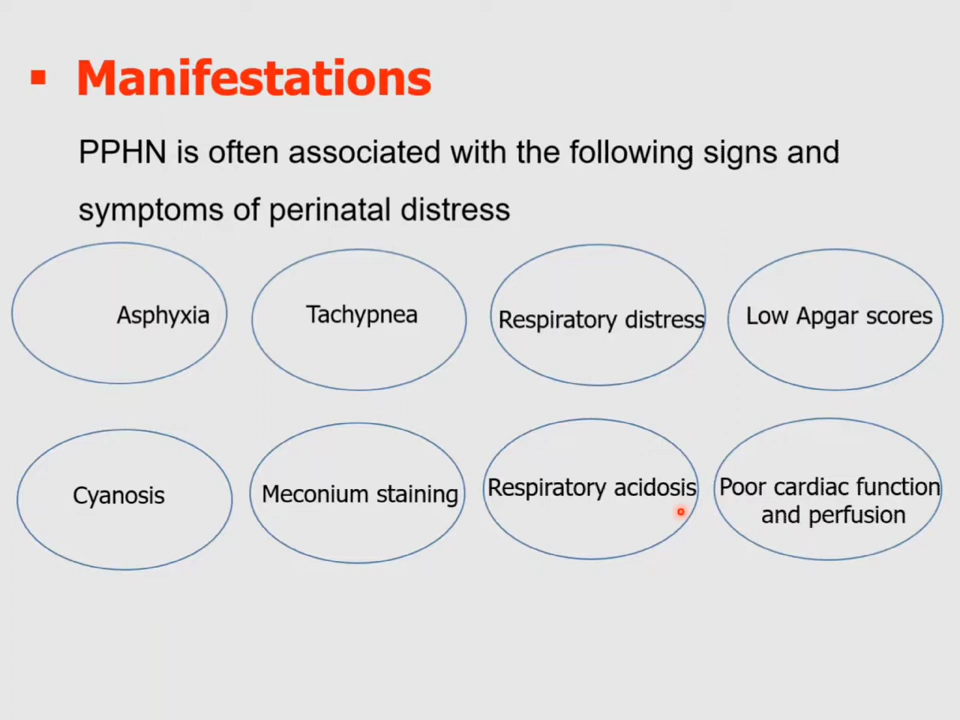 Manifestations
PPHN is often associated with the following signs and
symptoms of perinatal distress
Asphyxia
Tachypnea
Respiratory distress
Low Apgar scores
Cyanosis
Meconium staining
Respiratory acidosis
Poor cardiac function
and perfusion